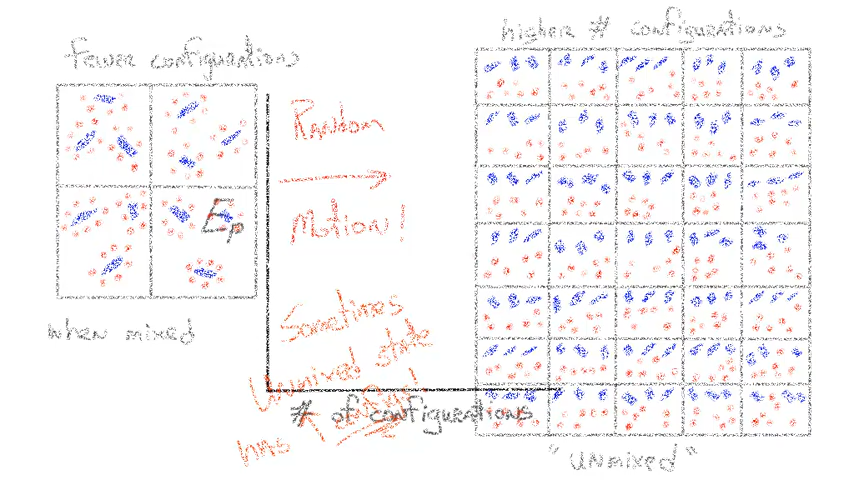 fewer configurations
higher # configurations
Random
Motion!
Ep
when mixed
Sometimes
Unmixed state
has ↑
# of configurations
"UNMIXED"